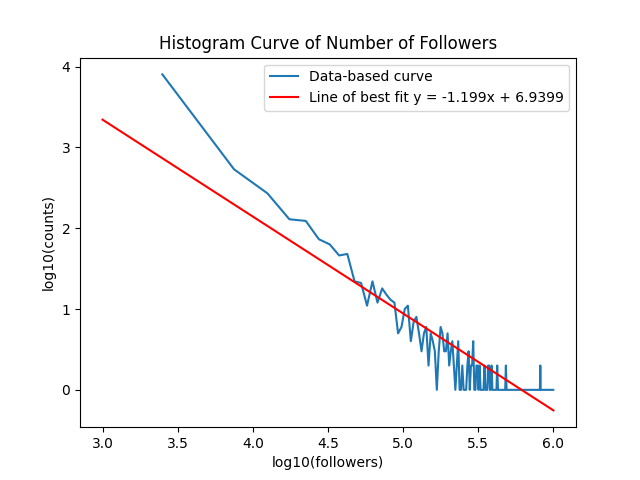 Histogram Curve of Number of Followers
Data-based curve
Line of best fit y = -1.199x + 6.9399
log10(counts)
4
3
2
1
0
3.0 3.5 4.0 4.5 5.0 5.5 6.0
log10(followers)